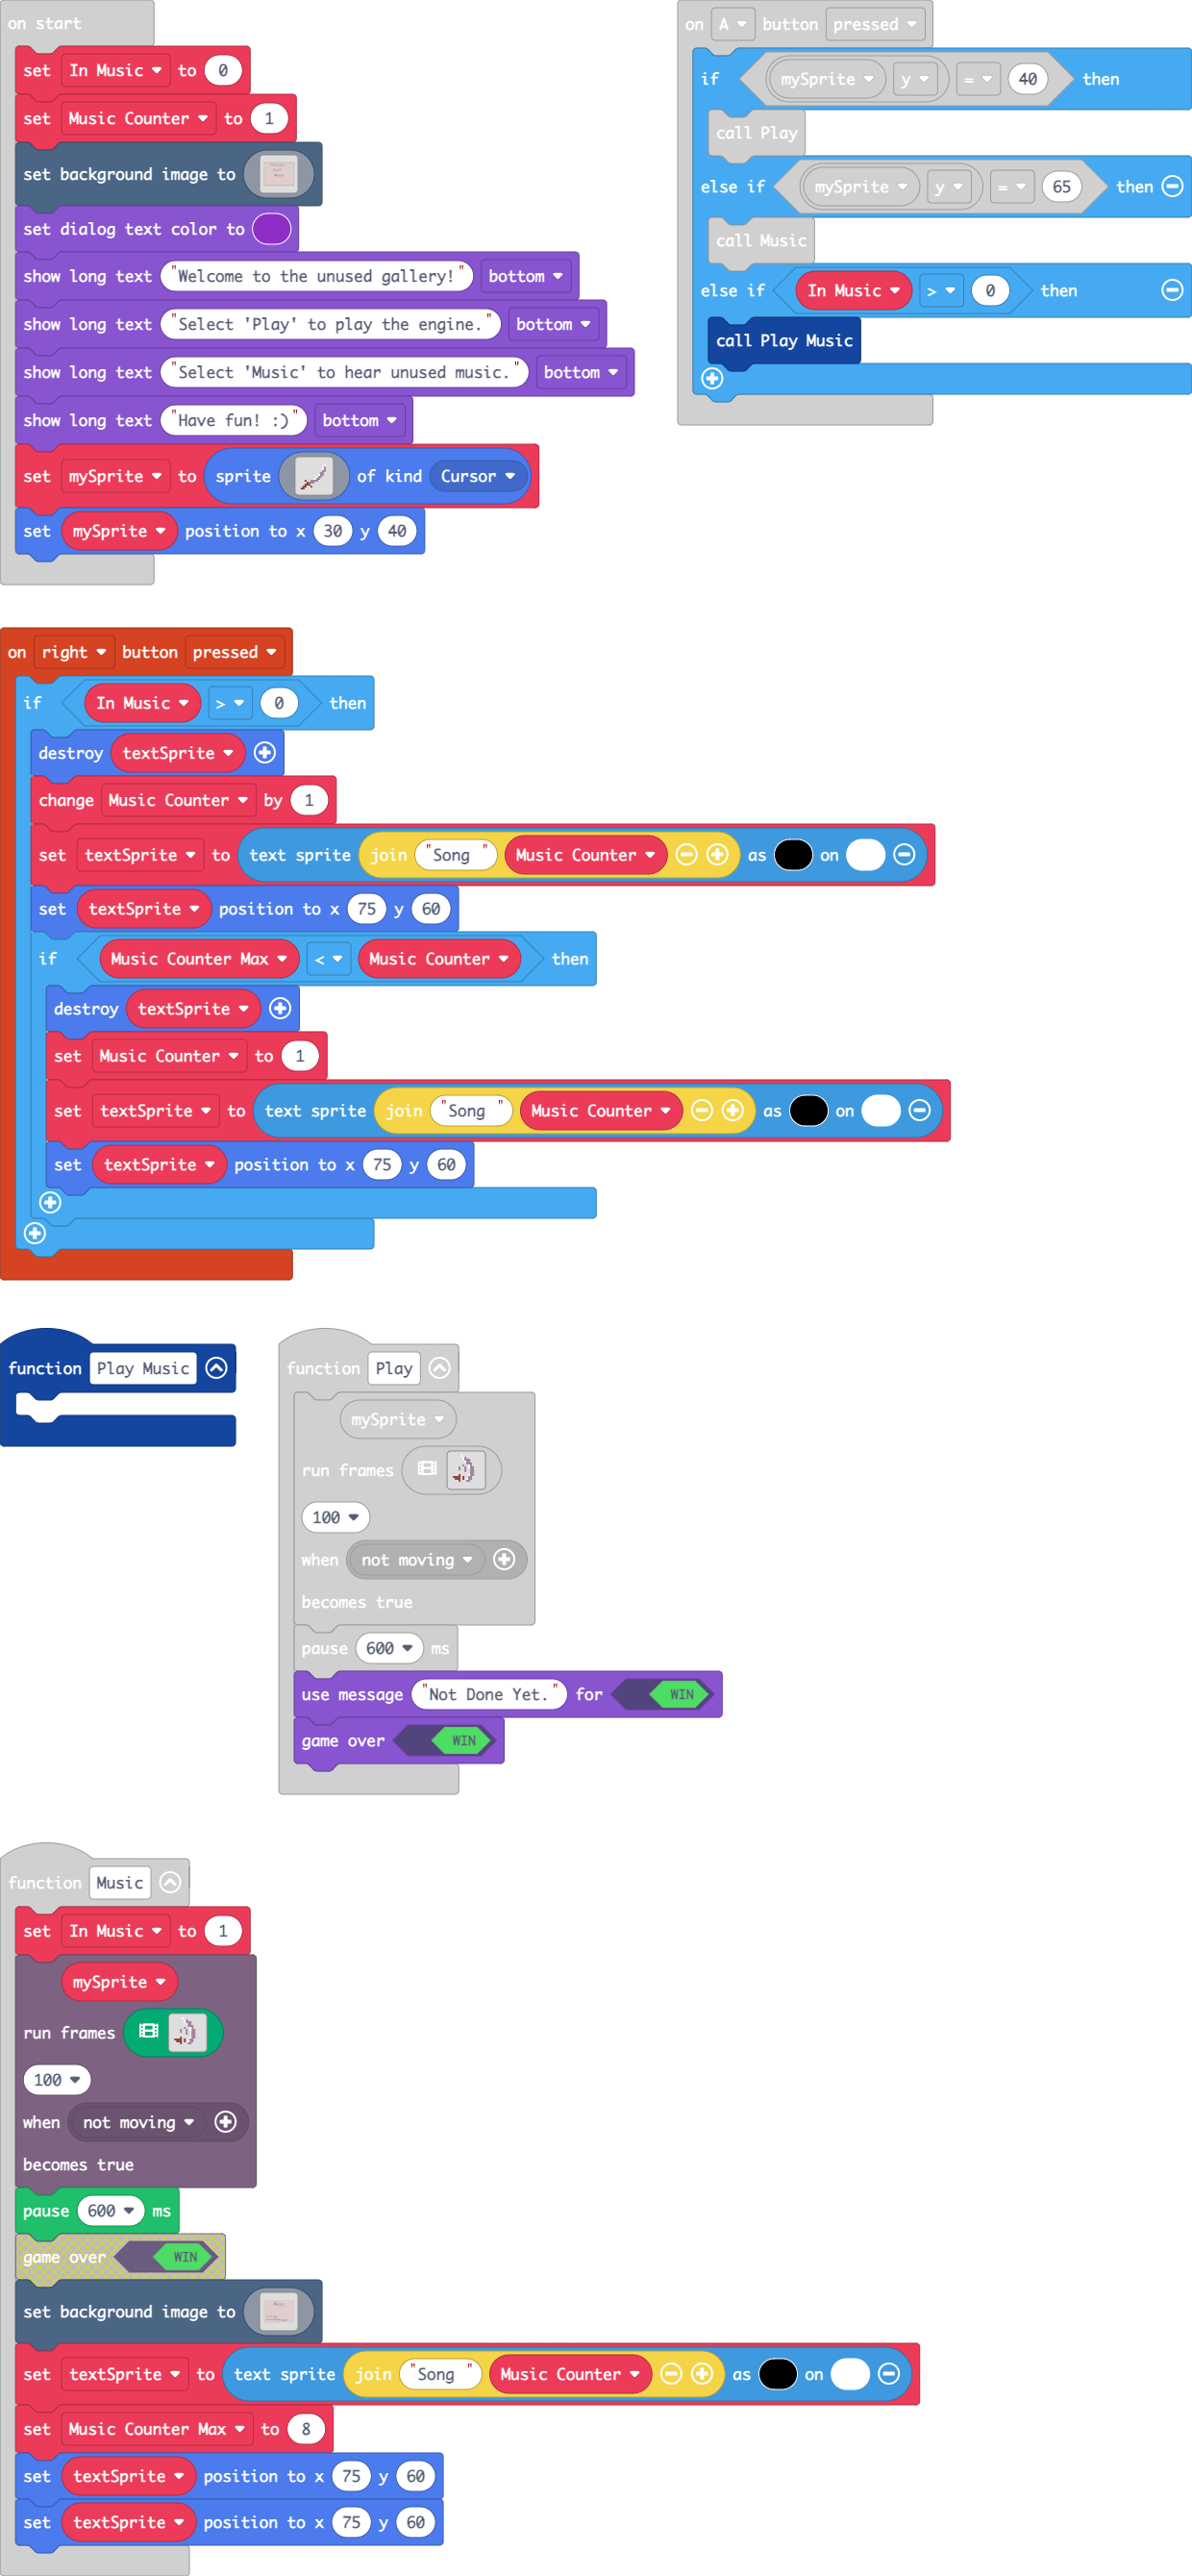 on start
set In Music to 0
set Music Counter to 1
set background image to
set dialog text color to
show long text "Welcome to the unused gallery!" bottom
show long text "Select 'Play' to play the engine." bottom
show long text "Select 'Music' to hear unused music." bottom
show long text "Have fun! :)" bottom
set mySprite to sprite of kind Cursor
set mySprite position to x 30 y 40
on A button pressed
if mySprite y = 40 then
call Play
else if mySprite y = 65 then
call Music
else if In Music > 0 then
call Play Music
on right button pressed
if In Music > 0 then
destroy textSprite
change Music Counter by 1
set textSprite to text sprite join "Song " Music Counter as on
set textSprite position to x 75 y 60
if Music Counter Max < Music Counter then
destroy textSprite
set Music Counter to 1
set textSprite to text sprite join "Song " Music Counter as on
set textSprite position to x 75 y 60
function Play Music
function Play
mySprite
run frames
100
when not moving
becomes true
pause 600 ms
use message "Not Done Yet." for WIN
game over WIN
function Music
set In Music to 1
mySprite
run frames
100
when not moving
becomes true
pause 600 ms
game over WIN
set background image to
set textSprite to text sprite join "Song " Music Counter as on
set Music Counter Max to 8
set textSprite position to x 75 y 60
set textSprite position to x 75 y 60